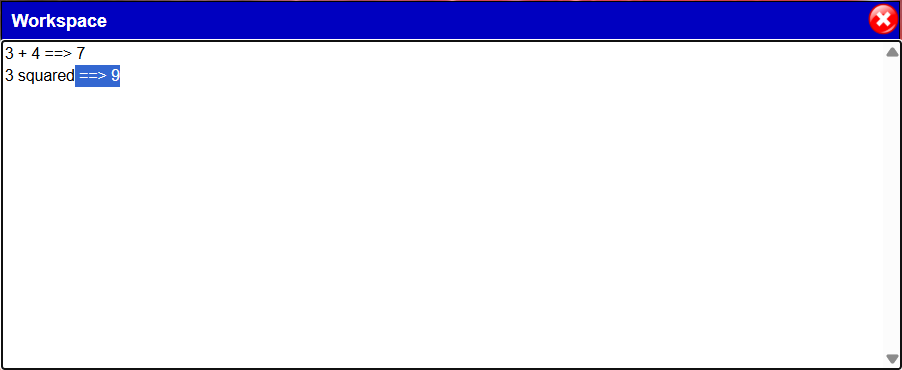 Workspace
3 + 4 ==> 7
3 squared ==> 9